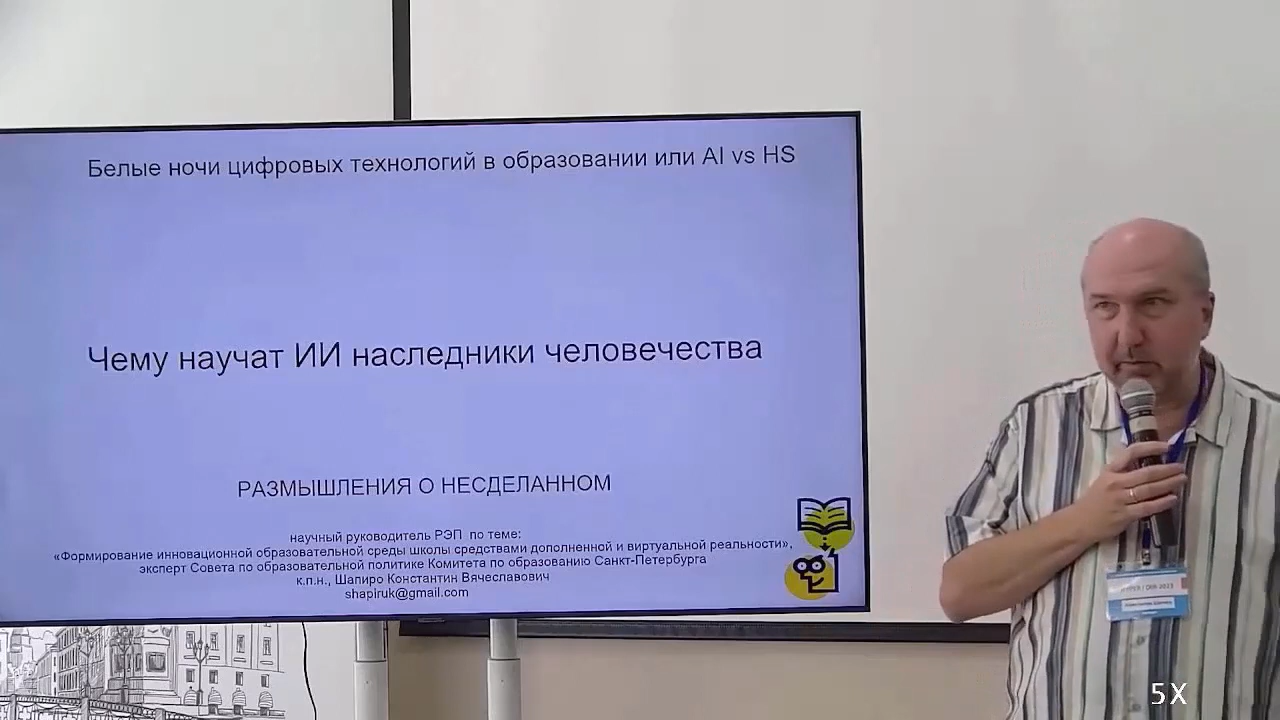 Белые ночи цифровых технологий в образовании или AI vs HS
Чему научат ИИ наследники человечества
РАЗМЫШЛЕНИЯ О НЕСДЕЛАННОМ
научный руководитель РЭП по теме:
«Формирование инновационной образовательной среды школы средствами дополненной и виртуальной реальности»,
эксперт Совета по образовательной политике Комитета по образованию Санкт-Петербурга
к.п.н., Шапиро Константин Вячеславович
shapiruk@gmail.com
5X